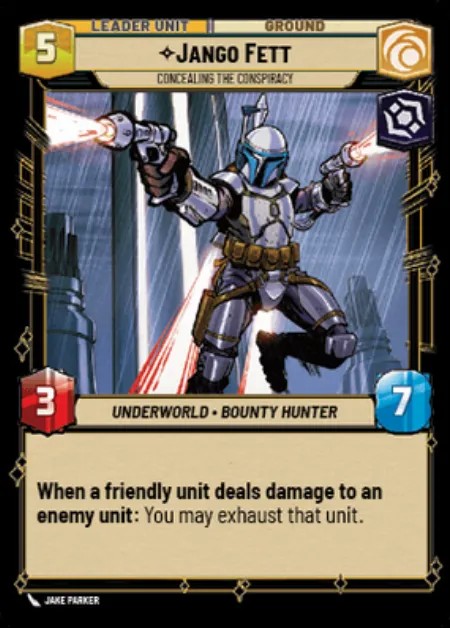 LEADER UNIT
GROUND
5
JANGO FETT
CONCEALING THE CONSPIRACY
3
UNDERWORLD • BOUNTY HUNTER
7
When a friendly unit deals damage to an
enemy unit: You may exhaust that unit.
JAKE PARKER